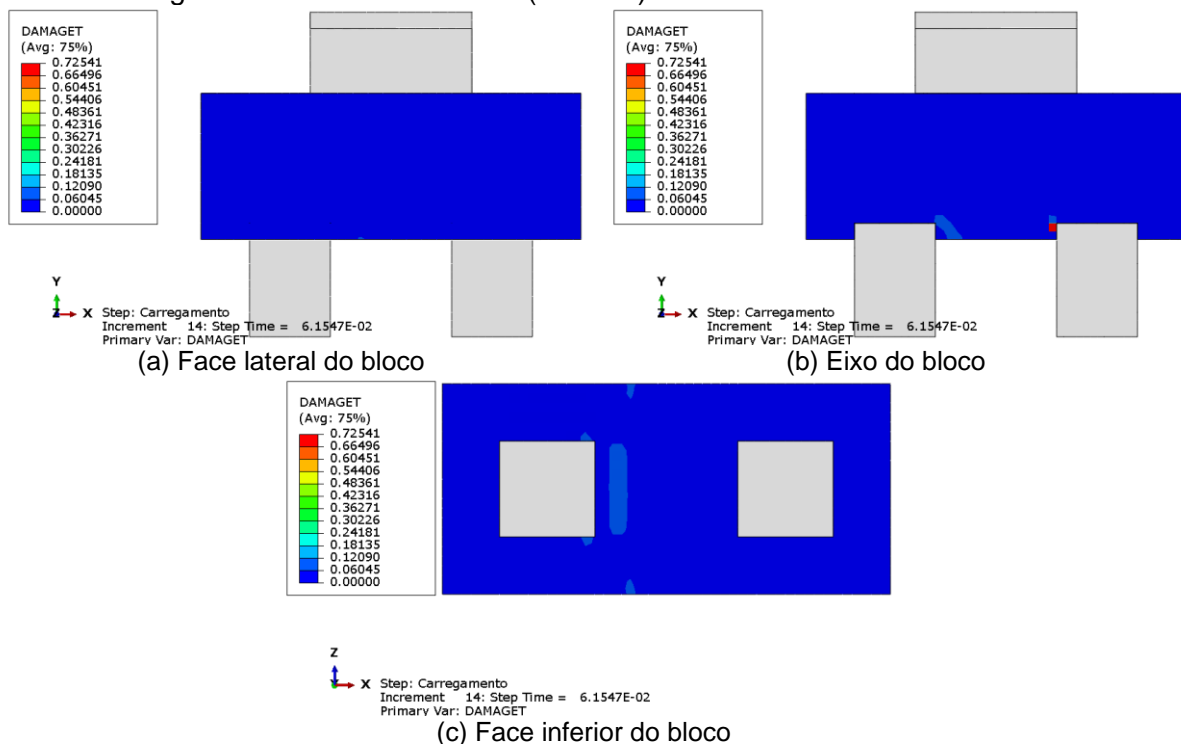 DAMAGET
(Avg: 75%)
0.72541
0.66496
0.60451
0.54406
0.48361
0.42316
0.36271
0.30226
0.24181
0.18135
0.12090
0.06045
0.00000
Y
Z X
Step: Carregamento
Increment 14: Step Time = 6.1547E-02
Primary Var: DAMAGET
(a) Face lateral do bloco
DAMAGET
(Avg: 75%)
0.72541
0.66496
0.60451
0.54406
0.48361
0.42316
0.36271
0.30226
0.24181
0.18135
0.12090
0.06045
0.00000
Y
Z X
Step: Carregamento
Increment 14: Step Time = 6.1547E-02
Primary Var: DAMAGET
(b) Eixo do bloco
DAMAGET
(Avg: 75%)
0.72541
0.66496
0.60451
0.54406
0.48361
0.42316
0.36271
0.30226
0.24181
0.18135
0.12090
0.06045
0.00000
Z
Y X
Step: Carregamento
Increment 14: Step Time = 6.1547E-02
Primary Var: DAMAGET
(c) Face inferior do bloco